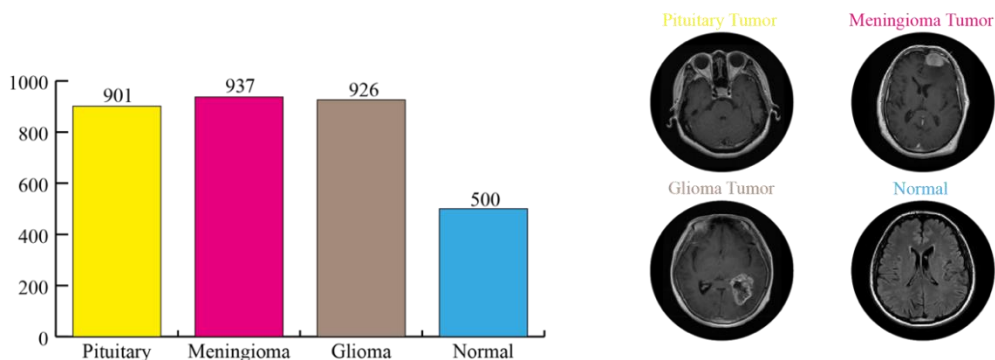 1000
800
600
400
200
0
901
937
926
500
Pituitary
Meningioma
Glioma
Normal
Pituitary Tumor
Meningioma Tumor
Glioma Tumor
Normal